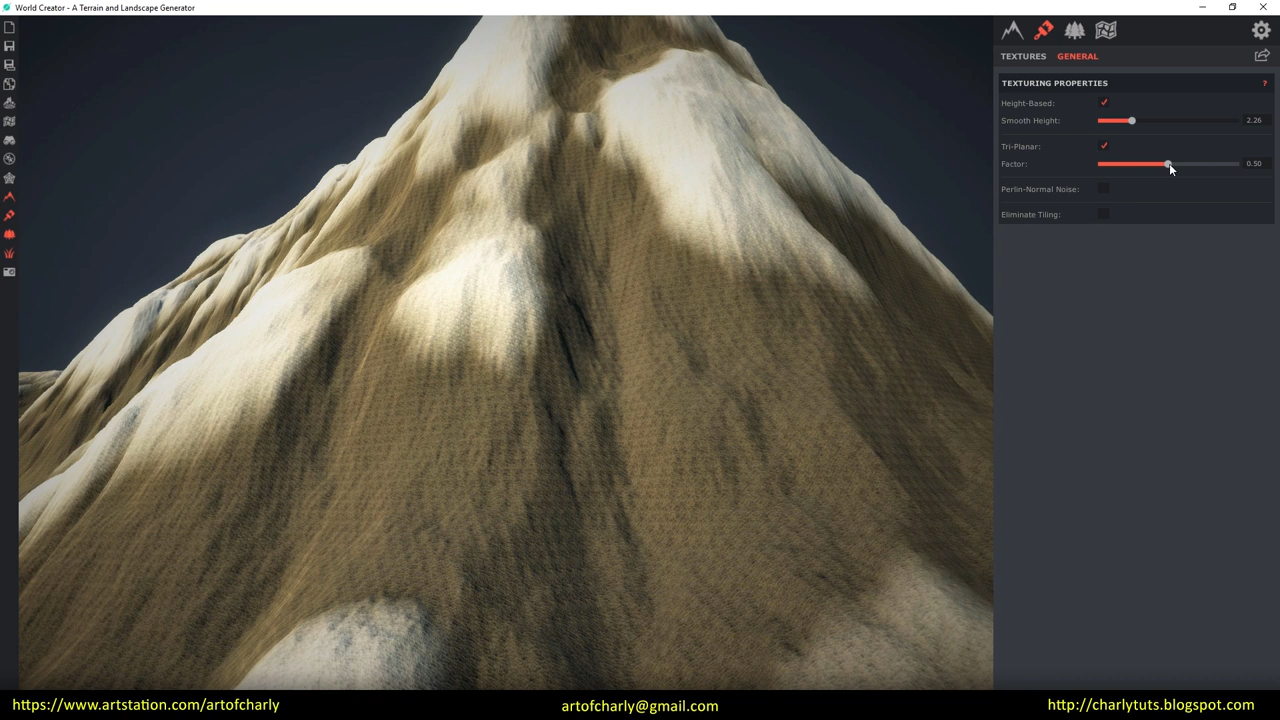 World Creator - A Terrain and Landscape Generator
TEXTURES GENERAL
TEXTURING PROPERTIES ?
Height-Based:
Smooth Height: 2.26
Tri-Planar:
Factor: 0.50
Perlin-Normal Noise:
Eliminate Tiling:
https://www.artstation.com/artofcharly artofcharly@gmail.com http://charlytuts.blogspot.com